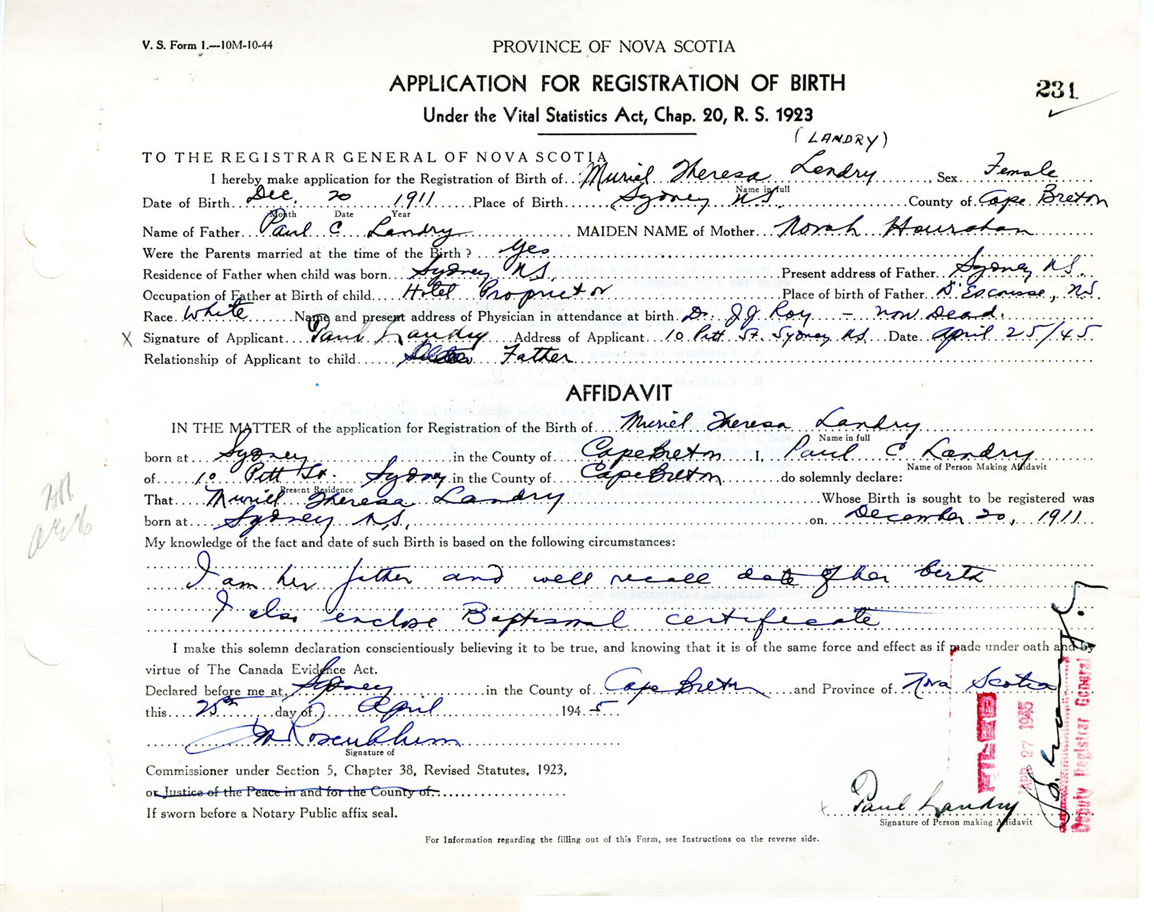 V. S. Form 1.—10M-10-44
PROVINCE OF NOVA SCOTIA
APPLICATION FOR REGISTRATION OF BIRTH
231
Under the Vital Statistics Act, Chap. 20, R. S. 1923
(LANDRY)
TO THE REGISTRAR GENERAL OF NOVA SCOTIA
I hereby make application for the Registration of Birth of Muriel Theresa Landry, Sex Female
Name in full
Date of Birth Dec. 20 1911 Place of Birth Sydney N.S. County of Cape Breton
Month Date Year
Name of Father Paul C Landry MAIDEN NAME of Mother Norah Hourahan
Were the Parents married at the time of the Birth? Yes
Residence of Father when child was born Sydney N.S. Present address of Father Sydney N.S.
Occupation of Father at Birth of child Hotel Proprietor Place of birth of Father D'Escousse, N.S.
Race White Name and present address of Physician in attendance at birth Dr. J.J. Roy - now Dead.
X Signature of Applicant Paul Landry Address of Applicant 10 Pitt St. Sydney N.S. Date April 25/45
Relationship of Applicant to child Father
AFFIDAVIT
IN THE MATTER of the application for Registration of the Birth of Muriel Theresa Landry
Name in full
born at Sydney in the County of Cape Breton I, Paul C Landry
Name of Person Making Affidavit
of 10 Pitt St. Sydney in the County of Cape Breton do solemnly declare:
Present Residence
That Muriel Theresa Landry Whose Birth is sought to be registered was
born at Sydney N.S. on December 20, 1911
My knowledge of the fact and date of such Birth is based on the following circumstances:
I am her father and well recall date of her birth
I also enclose Baptismal certificate
I make this solemn declaration conscientiously believing it to be true, and knowing that it is of the same force and effect as if made under oath and by
virtue of The Canada Evidence Act.
Declared before me at Sydney in the County of Cape Breton and Province of Nova Scotia
this 25th day of April 1945
Rosenblum
Signature of
Commissioner under Section 5, Chapter 38, Revised Statutes, 1923,
or Justice of the Peace in and for the County of
If sworn before a Notary Public affix seal.
x Paul Landry
Signature of Person making Affidavit
FILED
APR 27 1945
Deputy Registrar General
For Information regarding the filling out of this Form, see Instructions on the reverse side.